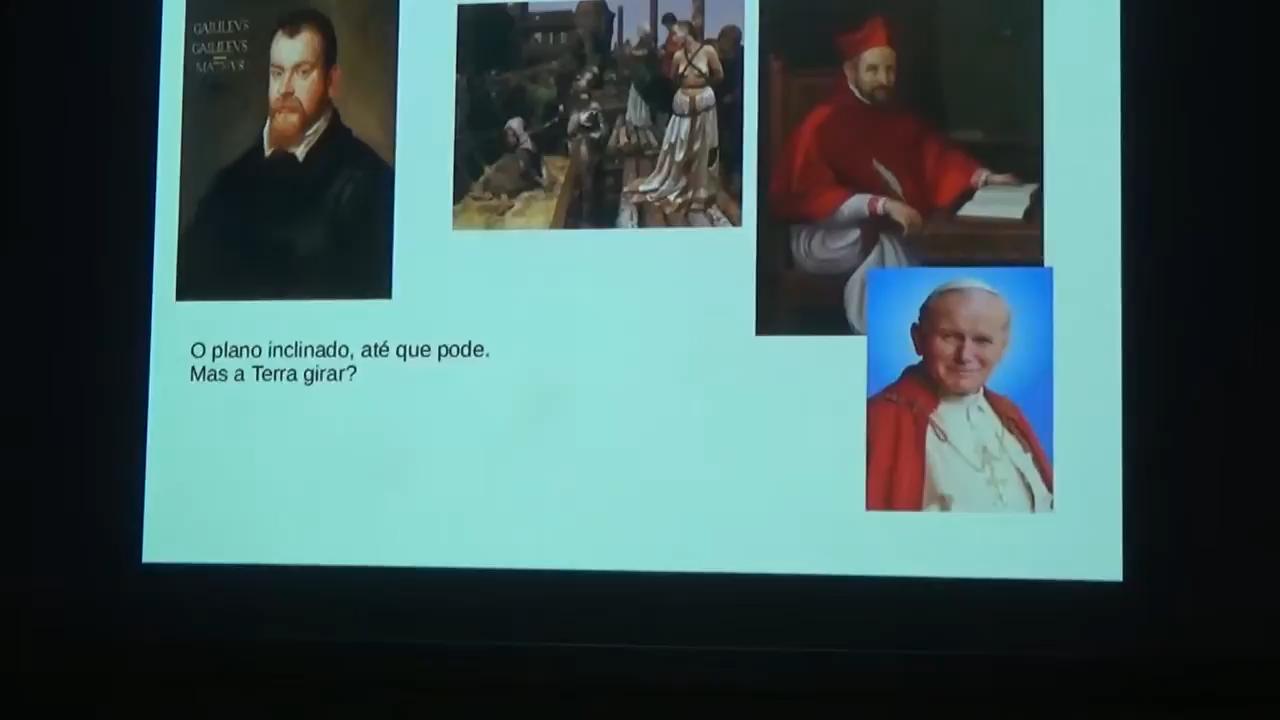 GALILEVS
GALILEVS
O plano inclinado, até que pode.
Mas a Terra girar?